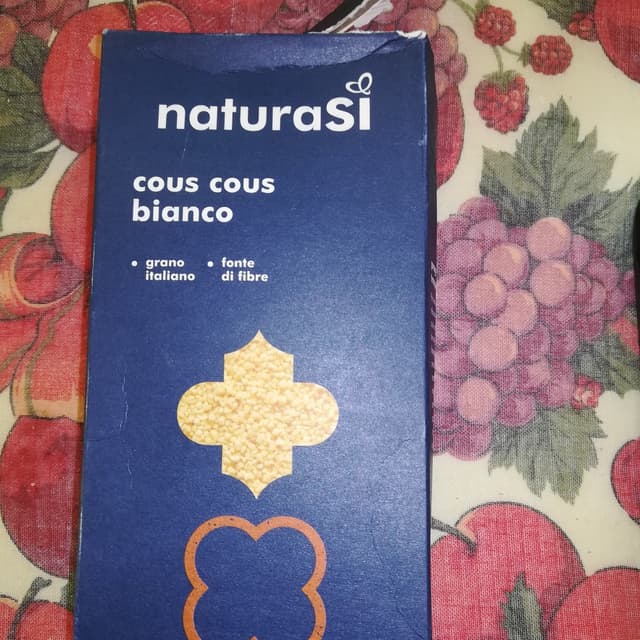 naturasì
cous cous
bianco
• grano
italiano
• fonte
di fibre